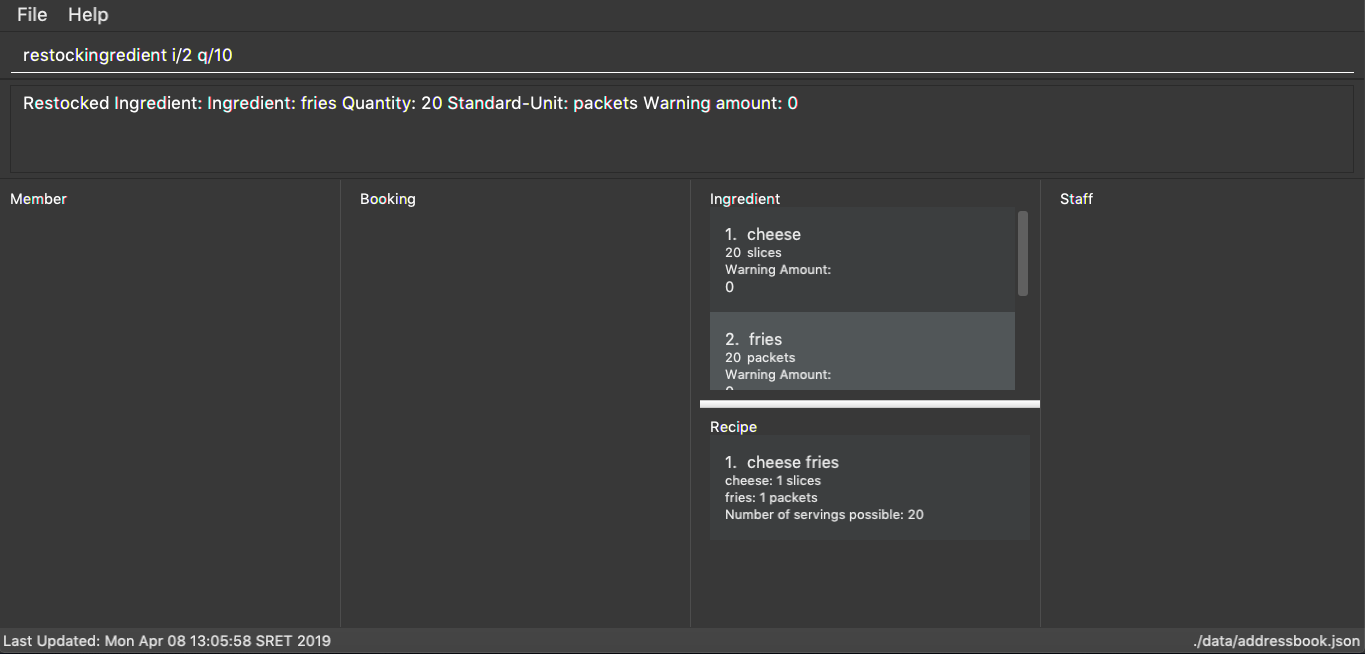 File Help
restockingredient i/2 q/10
Restocked Ingredient: Ingredient: fries Quantity: 20 Standard-Unit: packets Warning amount: 0
Member
Booking
Ingredient
1. cheese
20 slices
Warning Amount:
0
2. fries
20 packets
Warning Amount:
Recipe
1. cheese fries
cheese: 1 slices
fries: 1 packets
Number of servings possible: 20
Staff
Last Updated: Mon Apr 08 13:05:58 SRET 2019
./data/addressbook.json